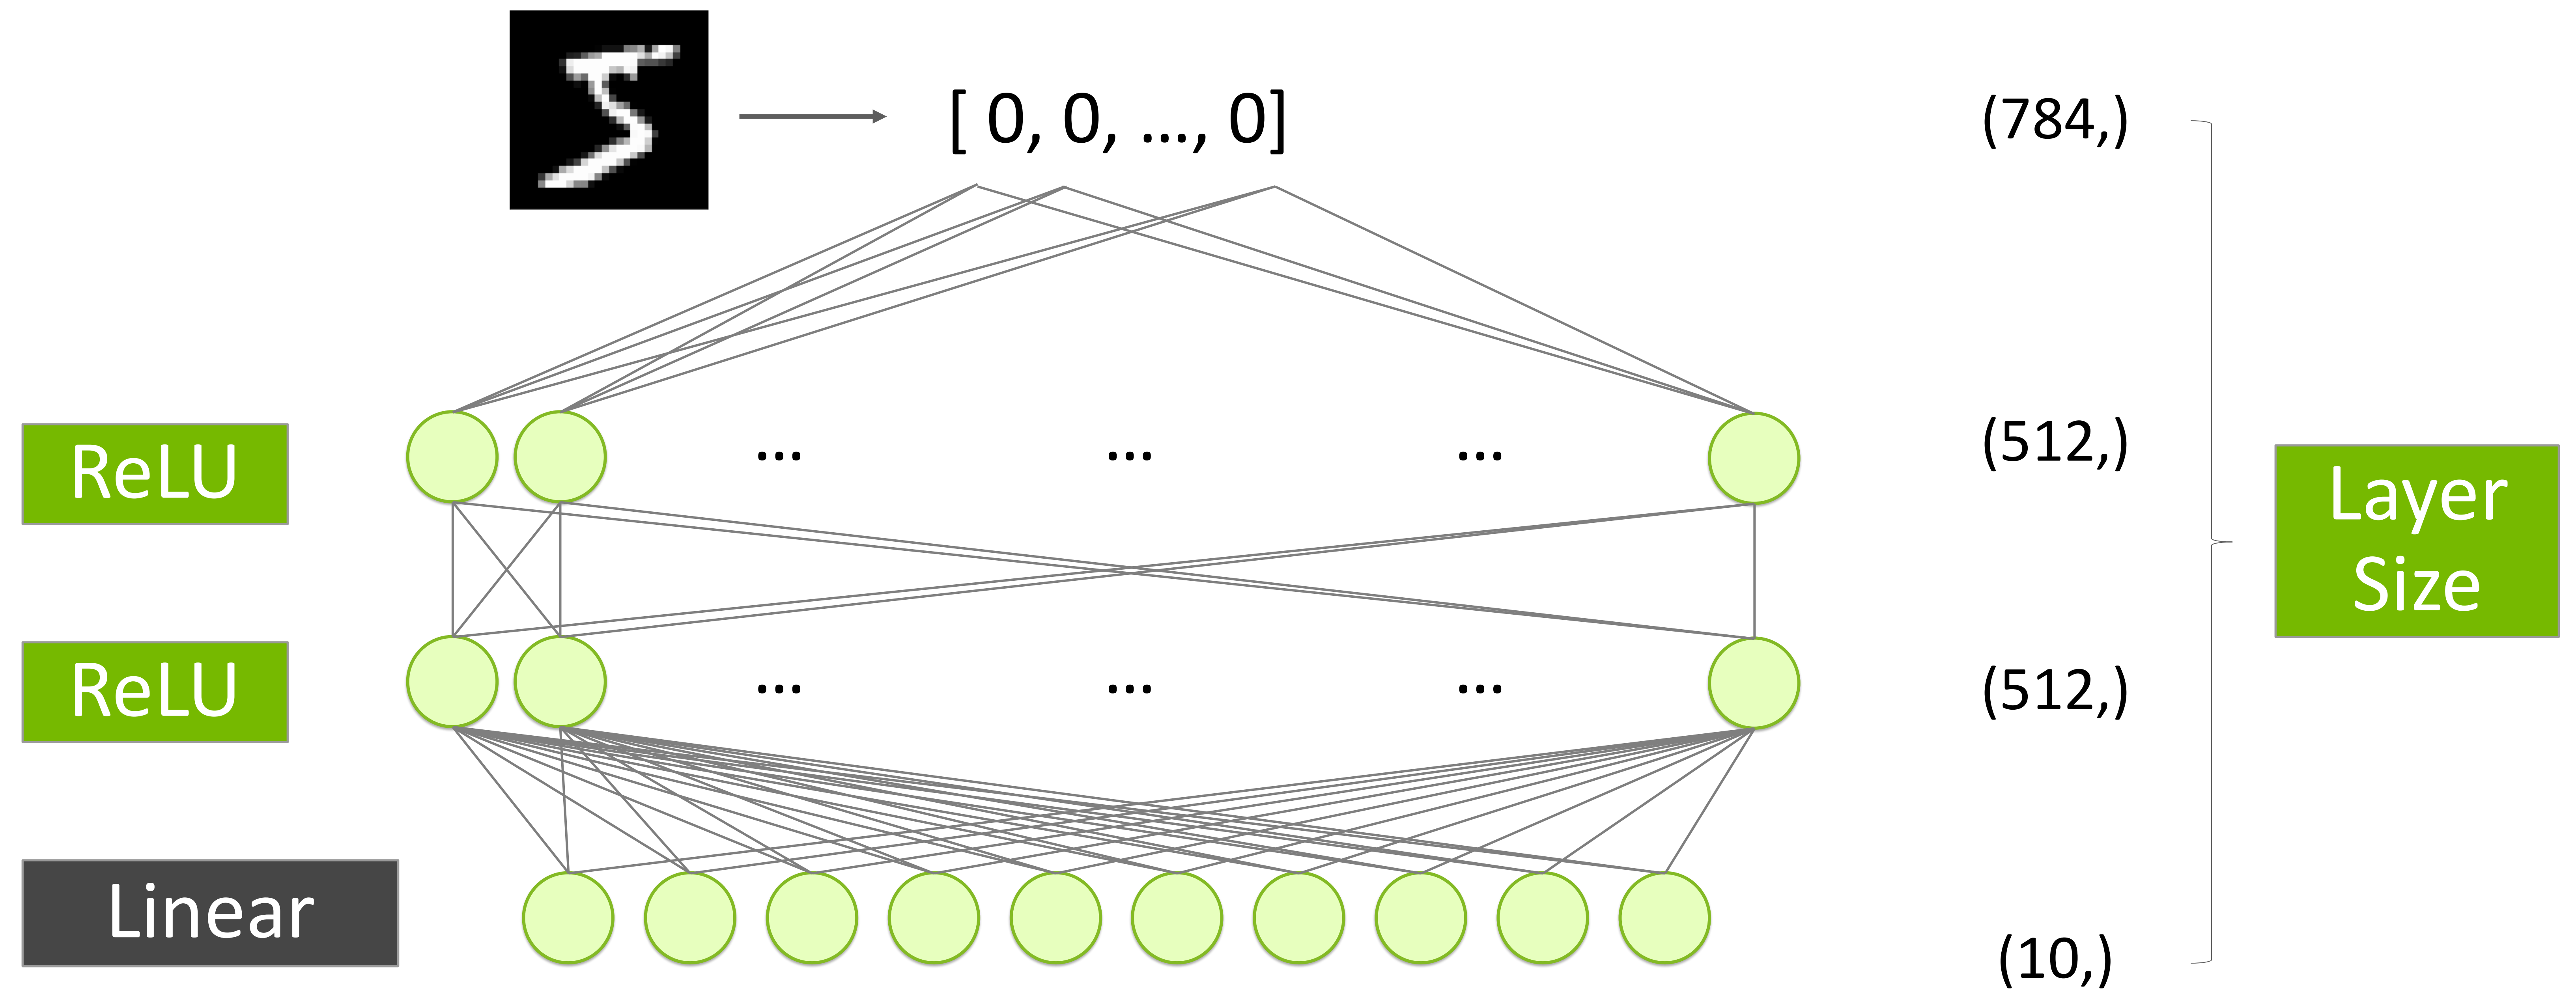 [ 0, 0, ..., 0]
(784,)
ReLU
... ... ...
(512,)
Layer
Size
ReLU
... ... ...
(512,)
Linear
(10,)